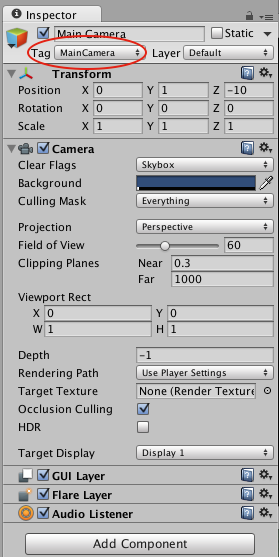 Inspector
Main Camera Static
Tag MainCamera Layer Default
Transform
Position X 0 Y 1 Z -10
Rotation X 0 Y 0 Z 0
Scale X 1 Y 1 Z 1
Camera
Clear Flags Skybox
Background
Culling Mask Everything
Projection Perspective
Field of View 60
Clipping Planes Near 0.3
Far 1000
Viewport Rect
X 0 Y 0
W 1 H 1
Depth -1
Rendering Path Use Player Settings
Target Texture None (Render Texture
Occlusion Culling
HDR
Target Display Display 1
GUI Layer
Flare Layer
Audio Listener
Add Component